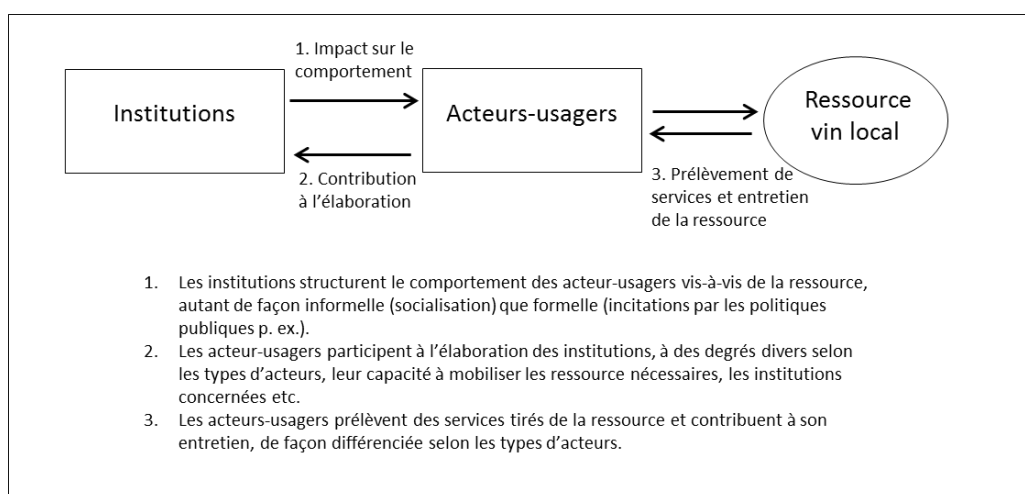 1. Impact sur le
comportement
Institutions
Acteurs-usagers
Ressource
vin local
2. Contribution
à l'élaboration
3. Prélèvement de
services et entretien
de la ressource
1. Les institutions structurent le comportement des acteur-usagers vis-à-vis de la ressource,
autant de façon informelle (socialisation) que formelle (incitations par les politiques
publiques p. ex.).
2. Les acteur-usagers participent à l'élaboration des institutions, à des degrés divers selon
les types d'acteurs, leur capacité à mobiliser les ressource nécessaires, les institutions
concernées etc.
3. Les acteurs-usagers prélèvent des services tirés de la ressource et contribuent à son
entretien, de façon différenciée selon les types d'acteurs.